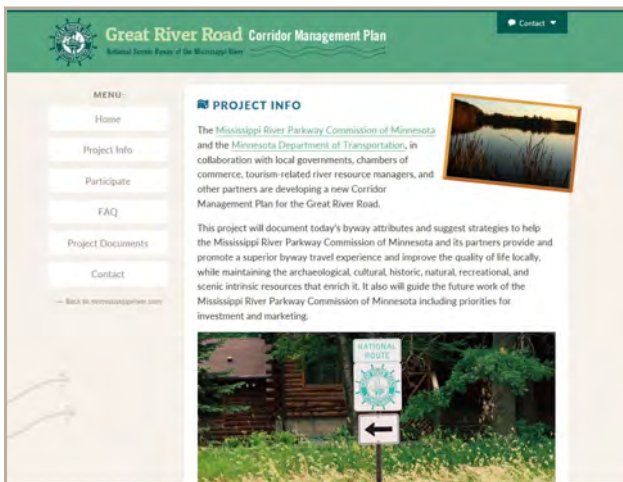 Great River Road Corridor Management Plan
National Scenic Byway of the Mississippi River
Contact
MENU:
Home
Project Info
Participate
FAQ
Project Documents
Contact
PROJECT INFO
The Mississippi River Parkway Commission of Minnesota
and the Minnesota Department of Transportation, in
collaboration with local governments, chambers of
commerce, tourism-related river resource managers, and
other partners are developing a new Corridor
Management Plan for the Great River Road.
This project will document today's byway attributes and suggest strategies to help
the Mississippi River Parkway Commission of Minnesota and its partners provide and
promote a superior byway travel experience and improve the quality of life locally,
while maintaining the archaeological, cultural, historic, natural, recreational, and
scenic intrinsic resources that enrich it. It also will guide the future work of the
Mississippi River Parkway Commission of Minnesota including priorities for
investment and marketing.
NATIONAL
ROUTE